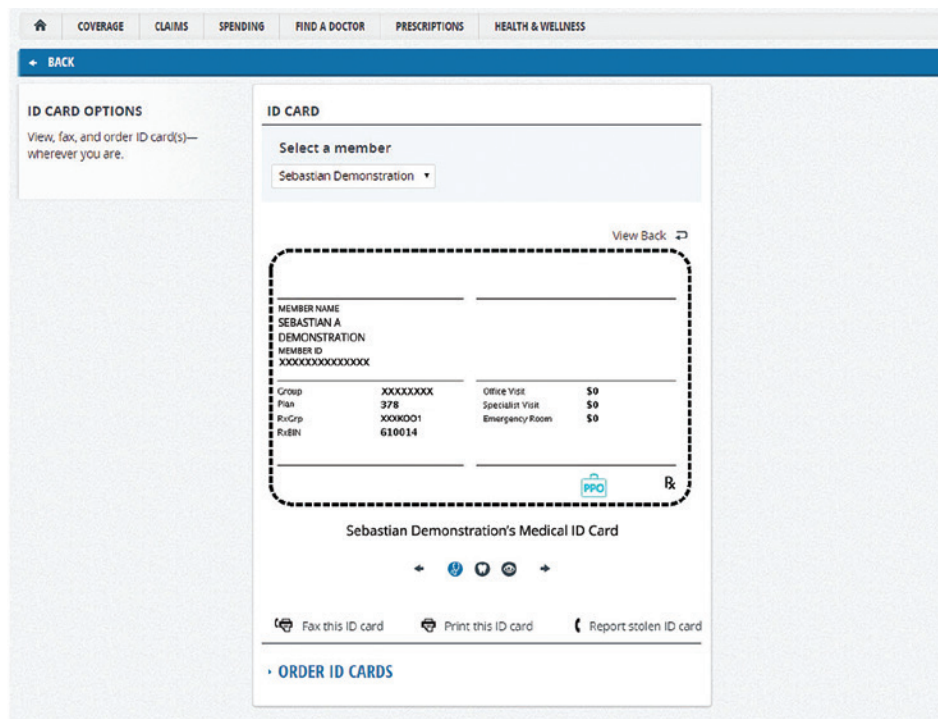 COVERAGE CLAIMS SPENDING FIND A DOCTOR PRESCRIPTIONS HEALTH & WELLNESS
BACK
ID CARD OPTIONS
View, fax, and order ID card(s)—
wherever you are.
ID CARD
Select a member
Sebastian Demonstration
View Back
MEMBER NAME
SEBASTIAN A
DEMONSTRATION
MEMBER ID
XXXXXXXXXXXXXX
Group XXXXXXXX
Plan 378
RxGrp XXXKOO1
RxBIN 610014
Office Visit $0
Specialist Visit $0
Emergency Room $0
PPO
Rx
Sebastian Demonstration's Medical ID Card
Fax this ID card Print this ID card Report stolen ID card
ORDER ID CARDS